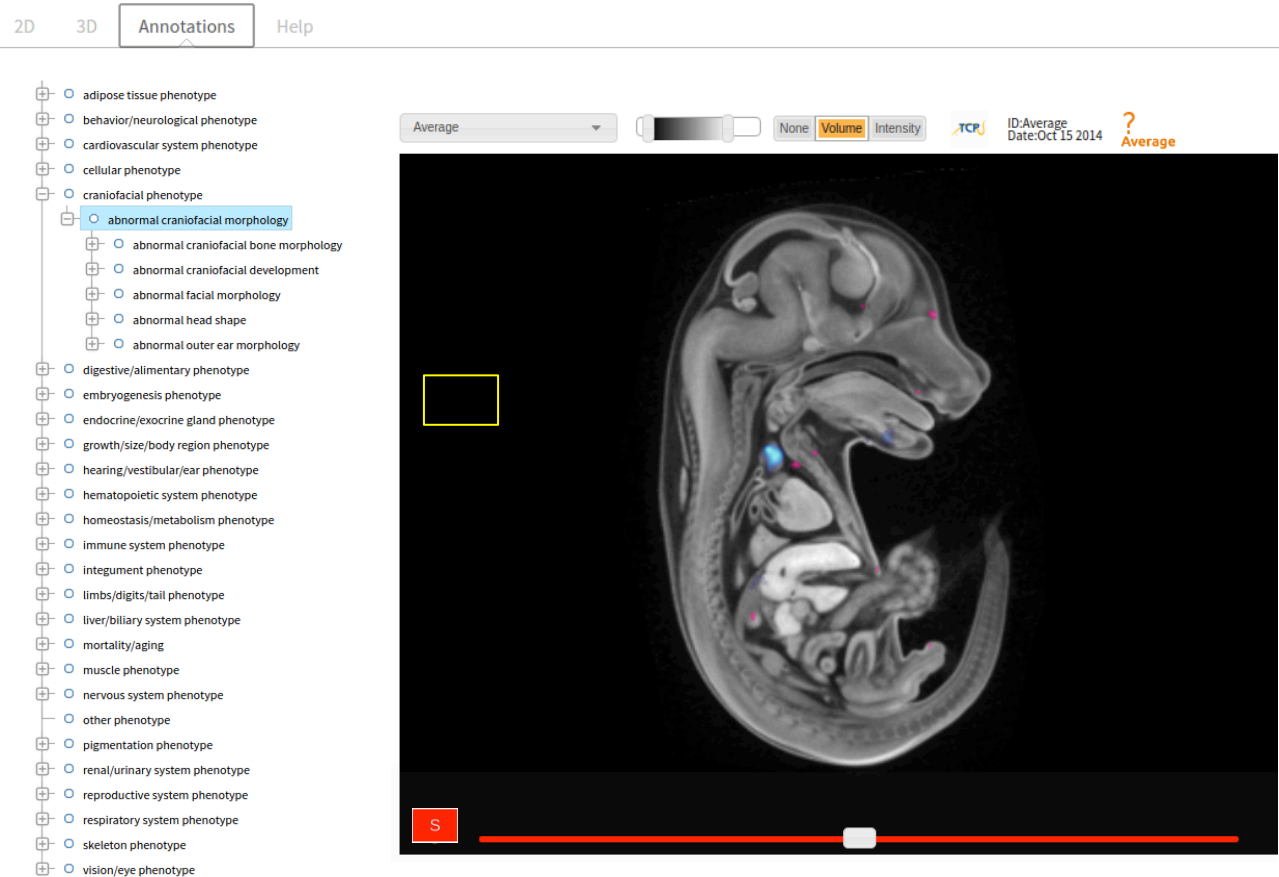 2D 3D Annotations Help
adipose tissue phenotype
behavior/neurological phenotype
cardiovascular system phenotype
cellular phenotype
craniofacial phenotype
abnormal craniofacial morphology
abnormal craniofacial bone morphology
abnormal craniofacial development
abnormal facial morphology
abnormal head shape
abnormal outer ear morphology
digestive/alimentary phenotype
embryogenesis phenotype
endocrine/exocrine gland phenotype
growth/size/body region phenotype
hearing/vestibular/ear phenotype
hematopoietic system phenotype
homeostasis/metabolism phenotype
immune system phenotype
integument phenotype
limbs/digits/tail phenotype
liver/biliary system phenotype
mortality/aging
muscle phenotype
nervous system phenotype
other phenotype
pigmentation phenotype
renal/urinary system phenotype
reproductive system phenotype
respiratory system phenotype
skeleton phenotype
vision/eye phenotype
Average
None Volume Intensity
TCP
ID:Average
Date:Oct 15 2014
?
Average
S